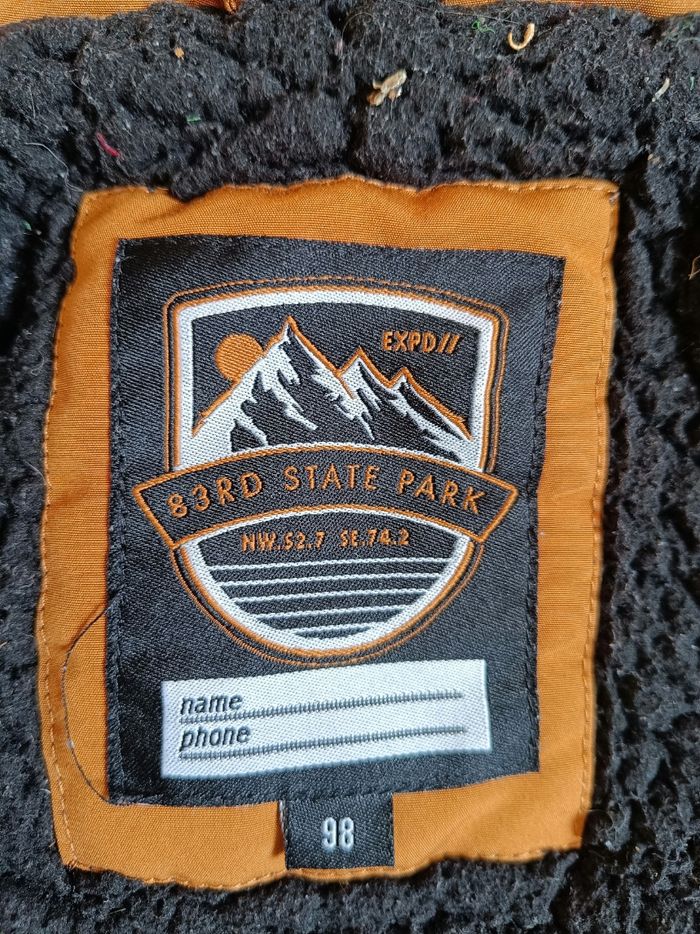 EXPD//
83RD STATE PARK
NW.52.7 SE.74.2
name
phone
98